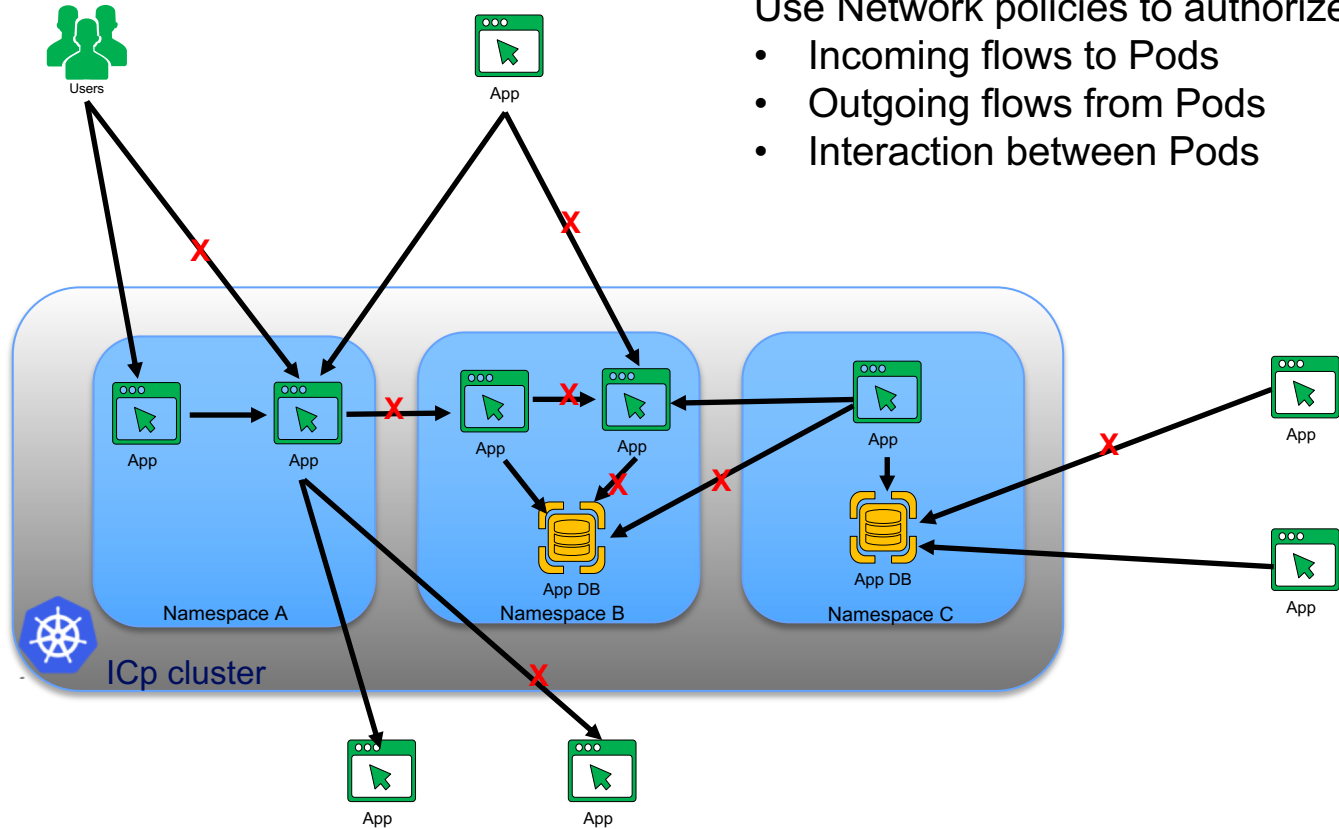 Use Network policies to authorize
• Incoming flows to Pods
• Outgoing flows from Pods
• Interaction between Pods
Users
App
X
X
App
App
X
App
X
App
X
App
X
App DB
App
App DB
X
App
App
Namespace A
Namespace B
Namespace C
ICp cluster
-
X
App
App